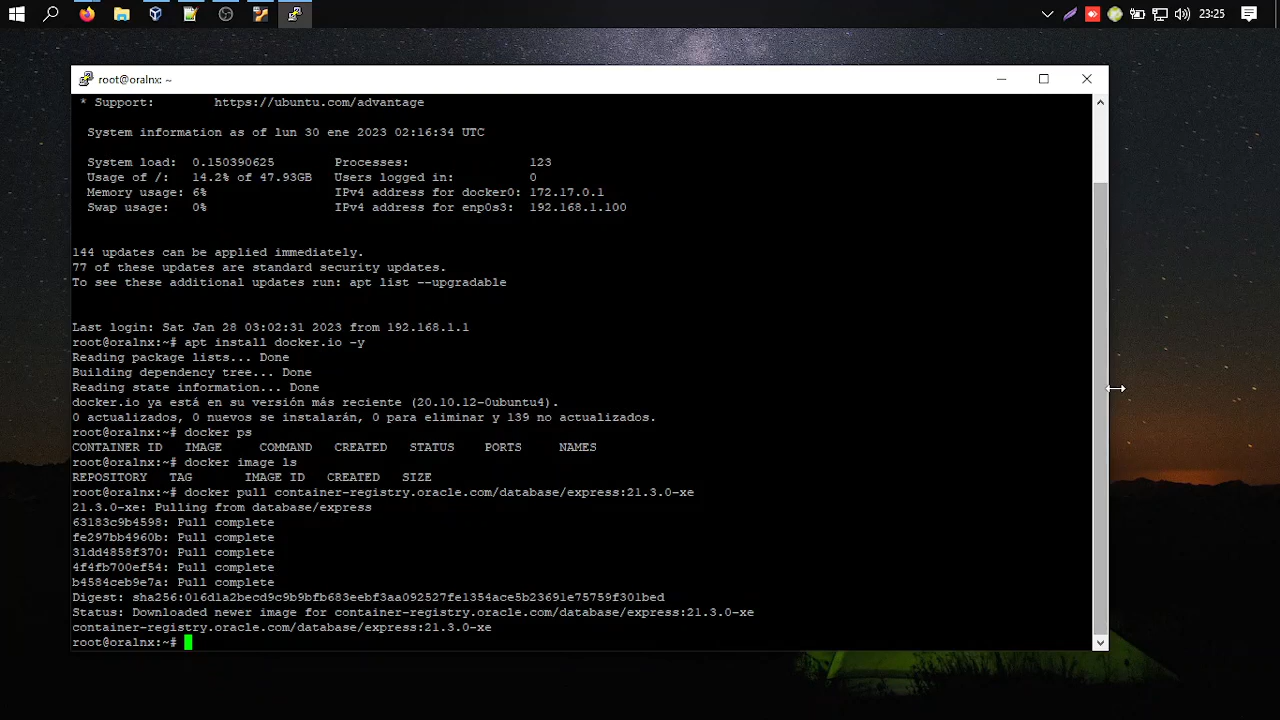 23:25
root@oralnx: ~
* Support:        https://ubuntu.com/advantage
System information as of lun 30 ene 2023 02:16:34 UTC
System load:  0.150390625        Processes:                123
Usage of /:   14.2% of 47.93GB   Users logged in:          0
Memory usage: 6%                 IPv4 address for docker0: 172.17.0.1
Swap usage:   0%                 IPv4 address for enp0s3:  192.168.1.100
144 updates can be applied immediately.
77 of these updates are standard security updates.
To see these additional updates run: apt list --upgradable
Last login: Sat Jan 28 03:02:31 2023 from 192.168.1.1
root@oralnx:~# apt install docker.io -y
Reading package lists... Done
Building dependency tree... Done
Reading state information... Done
docker.io ya está en su versión más reciente (20.10.12-0ubuntu4).
0 actualizados, 0 nuevos se instalarán, 0 para eliminar y 139 no actualizados.
root@oralnx:~# docker ps
CONTAINER ID   IMAGE     COMMAND   CREATED   STATUS    PORTS     NAMES
root@oralnx:~# docker image ls
REPOSITORY   TAG       IMAGE ID   CREATED   SIZE
root@oralnx:~# docker pull container-registry.oracle.com/database/express:21.3.0-xe
21.3.0-xe: Pulling from database/express
63183c9b4598: Pull complete
fe297bb4960b: Pull complete
31dd4858f370: Pull complete
4f4fb700ef54: Pull complete
b4584ceb9e7a: Pull complete
Digest: sha256:016d1a2becd9c9b9bfb683eebf3aa092527fe1354ace5b23691e75759f301bed
Status: Downloaded newer image for container-registry.oracle.com/database/express:21.3.0-xe
container-registry.oracle.com/database/express:21.3.0-xe
root@oralnx:~#